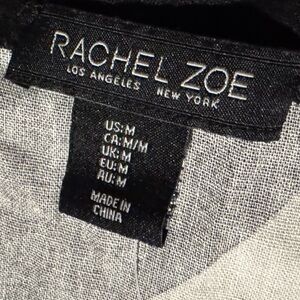 RACHEL ZOE
LOS ANGELES NEW YORK
US: M
CA: M/M
UK: M
EU: M
AU: M
MADE IN
CHINA